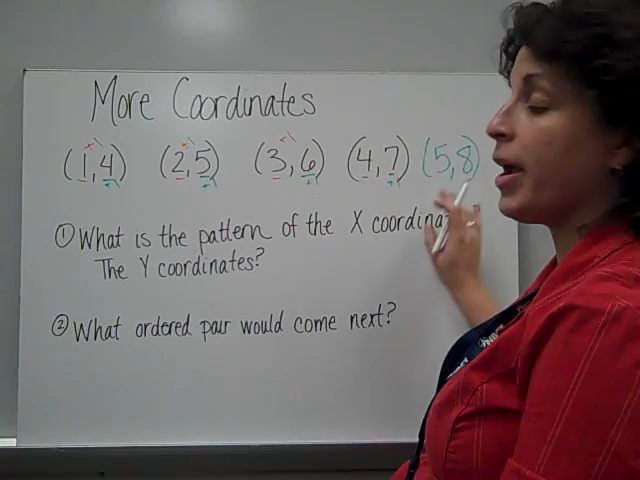 More Coordinates
(1,4) (2,5) (3,6) (4,7) (5,8)
① What is the pattern of the X coordinates?
The Y coordinates?
② What ordered pair would come next?